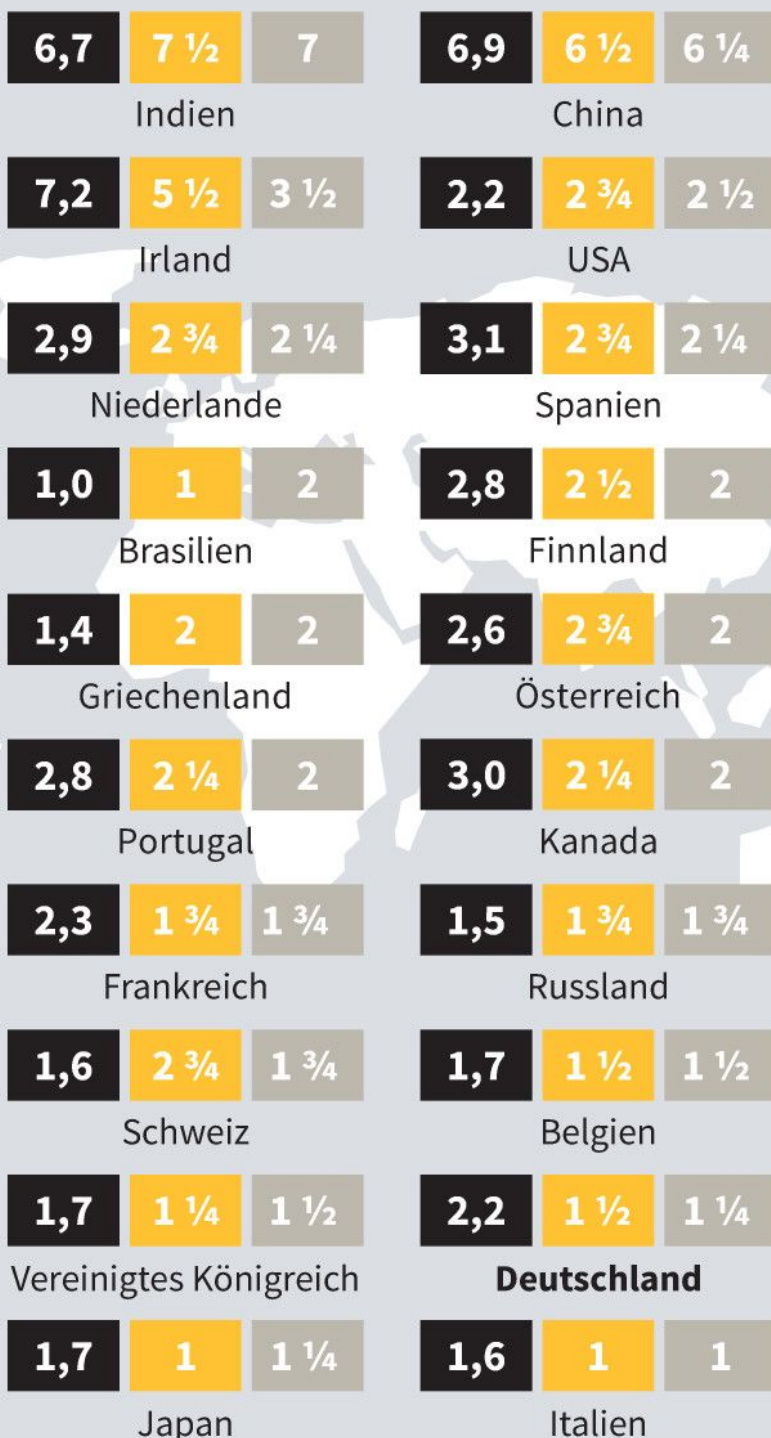 6,7 7 ½ 7
Indien
6,9 6 ½ 6 ¼
China
7,2 5 ½ 3 ½
Irland
2,2 2 ¾ 2 ½
USA
2,9 2 ¾ 2 ¼
Niederlande
3,1 2 ¾ 2 ¼
Spanien
1,0 1 2
Brasilien
2,8 2 ½ 2
Finnland
1,4 2 2
Griechenland
2,6 2 ¾ 2
Österreich
2,8 2 ¼ 2
Portugal
3,0 2 ¼ 2
Kanada
2,3 1 ¾ 1 ¾
Frankreich
1,5 1 ¾ 1 ¾
Russland
1,6 2 ¾ 1 ¾
Schweiz
1,7 1 ½ 1 ½
Belgien
1,7 1 ¼ 1 ½
Vereinigtes Königreich
2,2 1 ½ 1 ¼
Deutschland
1,7 1 1 ¼
Japan
1,6 1 1
Italien